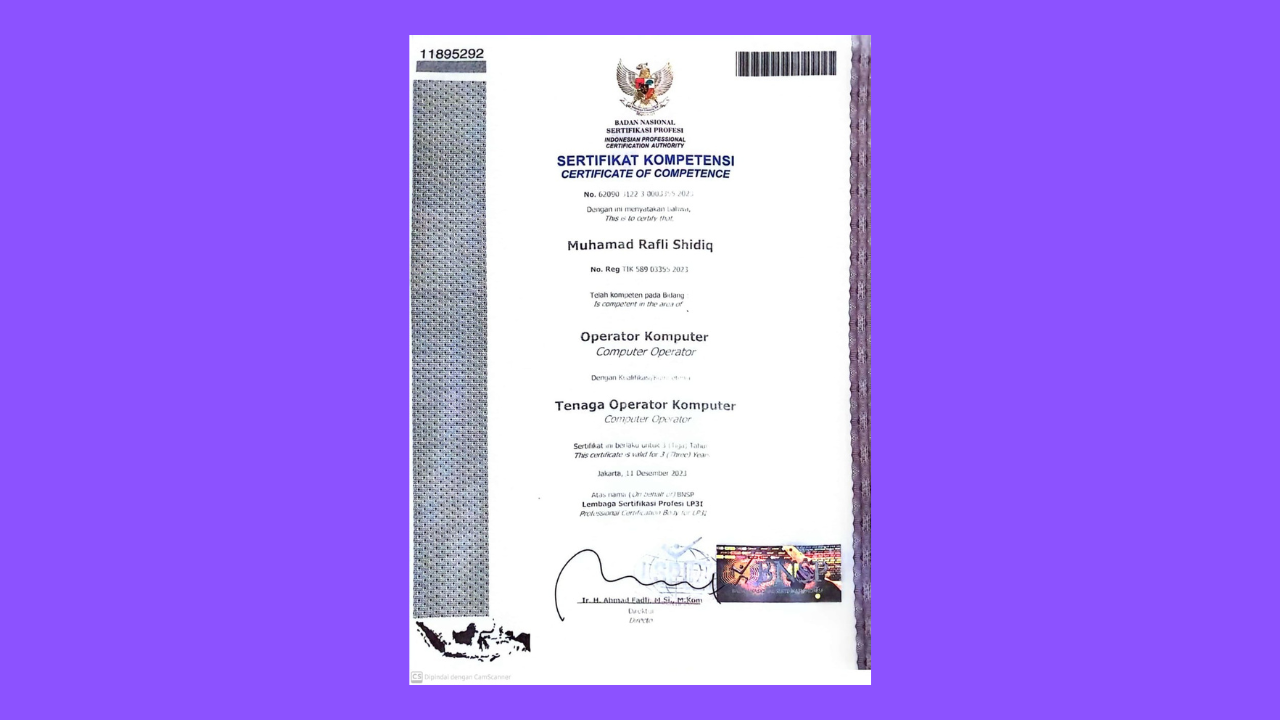 11895292
BADAN NASIONAL
SERTIFIKASI PROFESI
INDONESIAN PROFESSIONAL
CERTIFICATION AUTHORITY
SERTIFIKAT KOMPETENSI
CERTIFICATE OF COMPETENCE
No. 62090 3122 3
Dengan ini menyatakan bahwa,
This is to certify that,
Muhamad Rafli Shidiq
No. Reg TIK 589 03355 2023
Telah kompeten pada Bidang :
Is competent in the area of
Operator Komputer
Computer Operator
Dengan Kualifikasi
Tenaga Operator Komputer
Computer Operator
Sertifikat ini berlaku untuk 3 (Tiga) Tahun
This certificate is valid for 3 (Three) Years
Jakarta, 11 Desember 2023
Atas nama (On behalf of) BNSP
Lembaga Sertifikasi Profesi LP3I
Professional Certification Body for LP3I
Ir. H. Ahmad Fadli, M.Si., M.Kom
Direktur
Director
BNSP
CS Dipindai dengan CamScanner